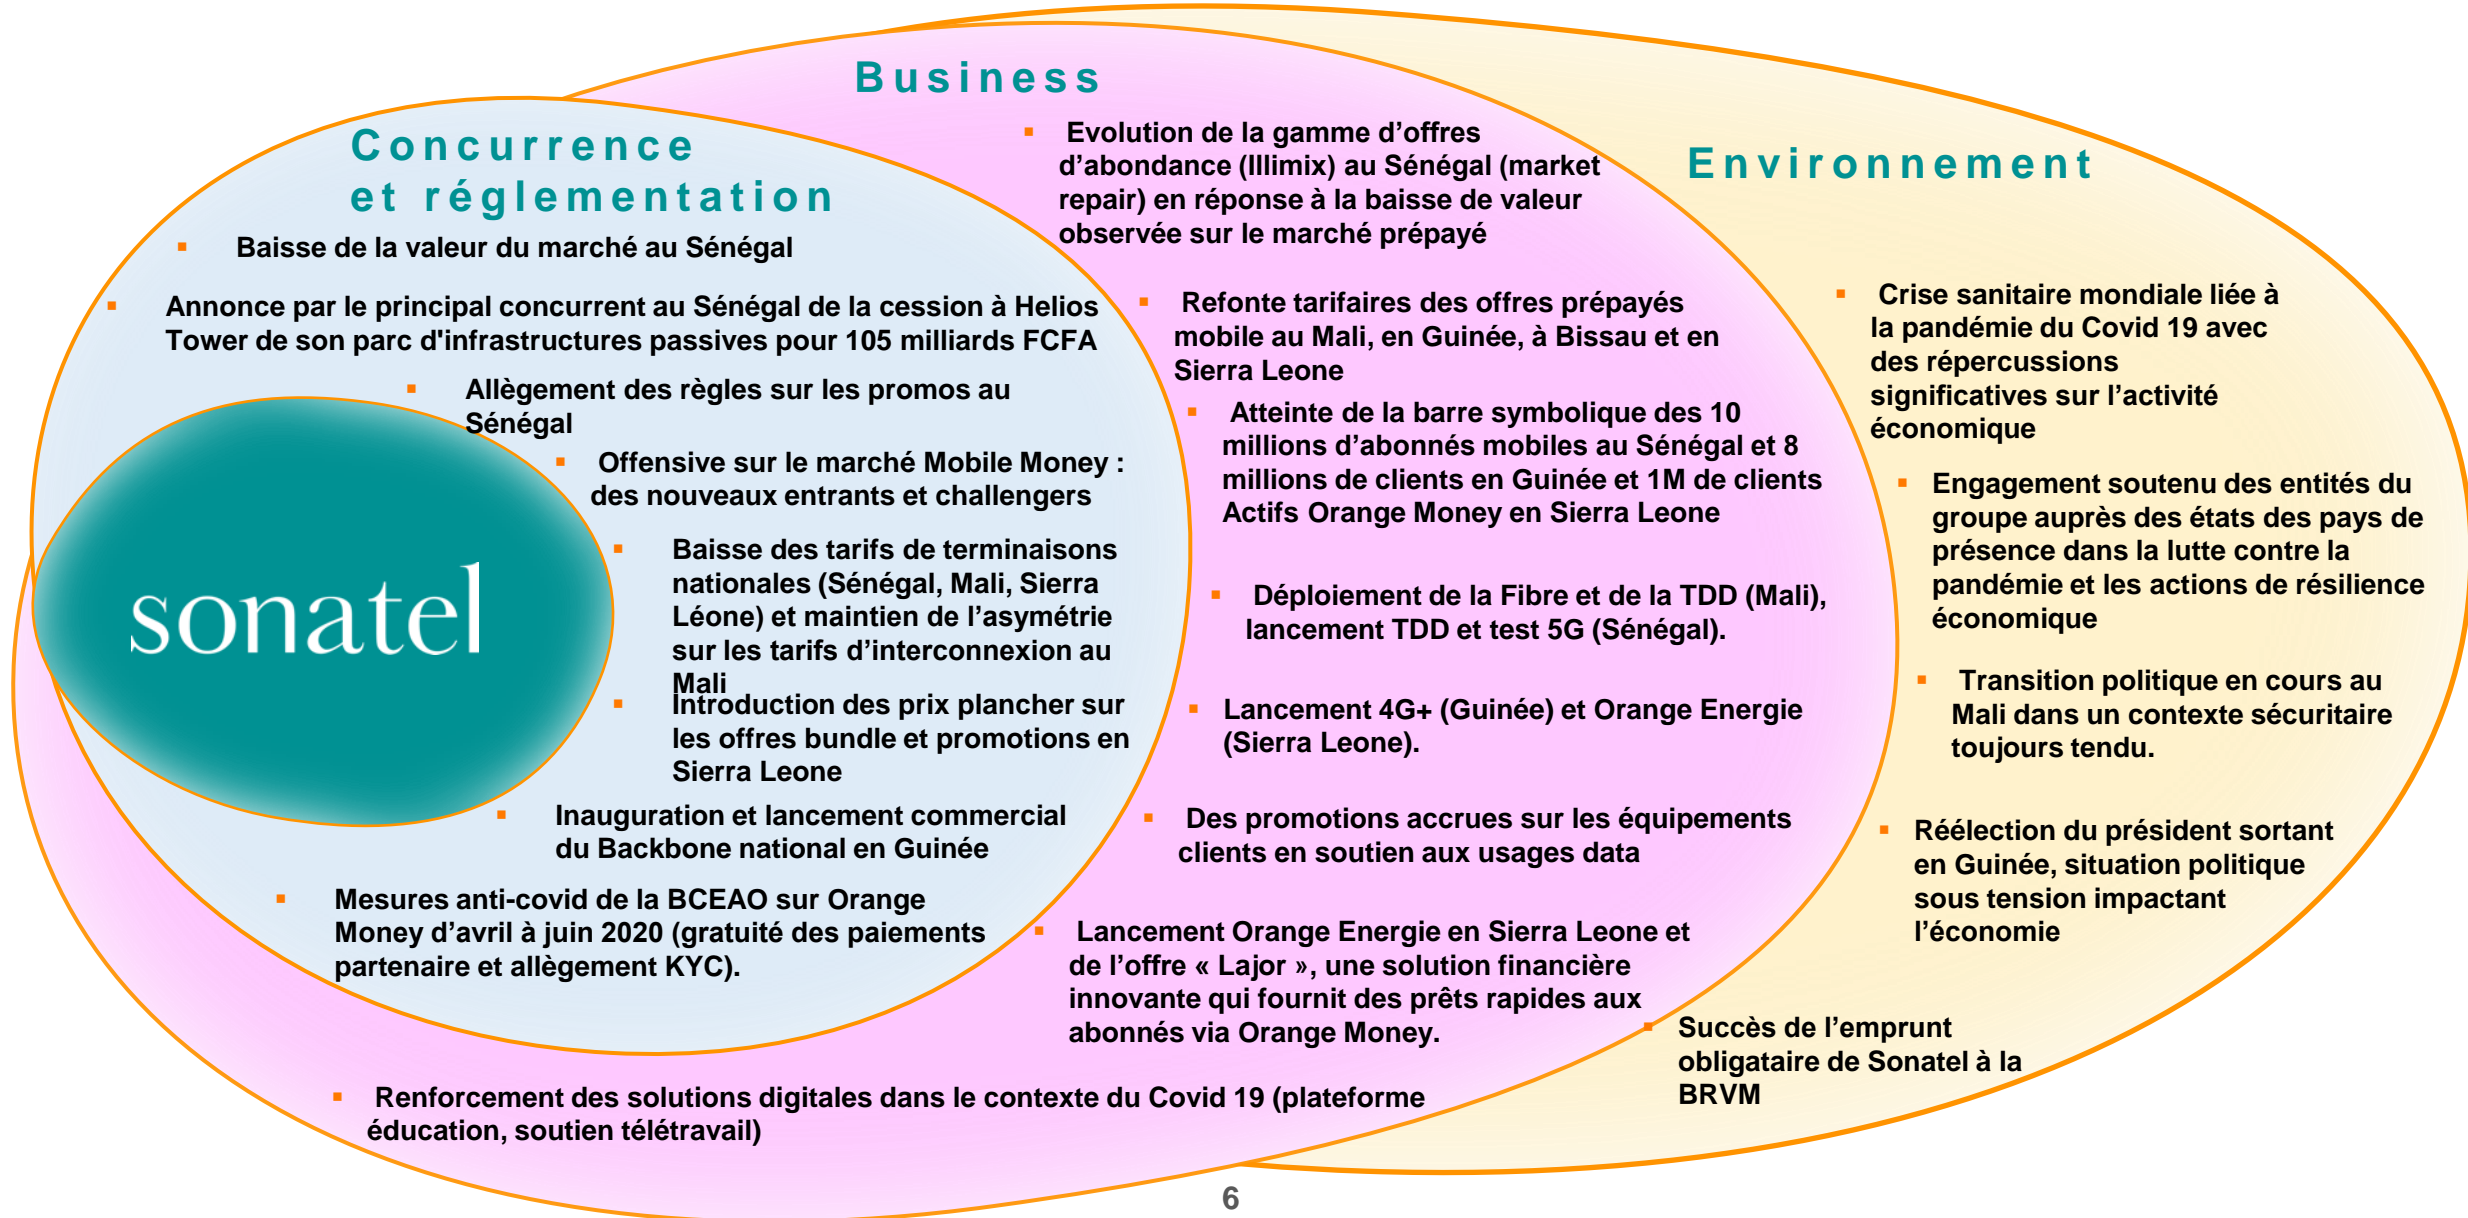 Business
Concurrence
et réglementation
▪ Baisse de la valeur du marché au Sénégal
▪ Annonce par le principal concurrent au Sénégal de la cession à Helios
Tower de son parc d'infrastructures passives pour 105 milliards FCFA
▪ Allègement des règles sur les promos au
Sénégal
▪ Offensive sur le marché Mobile Money :
des nouveaux entrants et challengers
▪ Baisse des tarifs de terminaisons
nationales (Sénégal, Mali, Sierra
Léone) et maintien de l’asymétrie
sur les tarifs d’interconnexion au
Mali
▪ Introduction des prix plancher sur
les offres bundle et promotions en
Sierra Leone
▪ Inauguration et lancement commercial
du Backbone national en Guinée
▪ Mesures anti-covid de la BCEAO sur Orange
Money d’avril à juin 2020 (gratuité des paiements
partenaire et allègement KYC).
sonatel
▪ Evolution de la gamme d’offres
d’abondance (Illimix) au Sénégal (market
repair) en réponse à la baisse de valeur
observée sur le marché prépayé
▪ Refonte tarifaires des offres prépayés
mobile au Mali, en Guinée, à Bissau et en
Sierra Leone
▪ Atteinte de la barre symbolique des 10
millions d’abonnés mobiles au Sénégal et 8
millions de clients en Guinée et 1M de clients
Actifs Orange Money en Sierra Leone
▪ Déploiement de la Fibre et de la TDD (Mali),
lancement TDD et test 5G (Sénégal).
▪ Lancement 4G+ (Guinée) et Orange Energie
(Sierra Leone).
▪ Des promotions accrues sur les équipements
clients en soutien aux usages data
▪ Lancement Orange Energie en Sierra Leone et
de l’offre « Lajor », une solution financière
innovante qui fournit des prêts rapides aux
abonnés via Orange Money.
▪ Renforcement des solutions digitales dans le contexte du Covid 19 (plateforme
éducation, soutien télétravail)
Environnement
▪ Crise sanitaire mondiale liée à
la pandémie du Covid 19 avec
des répercussions
significatives sur l’activité
économique
▪ Engagement soutenu des entités du
groupe auprès des états des pays de
présence dans la lutte contre la
pandémie et les actions de résilience
économique
▪ Transition politique en cours au
Mali dans un contexte sécuritaire
toujours tendu.
▪ Réélection du président sortant
en Guinée, situation politique
sous tension impactant
l’économie
▪ Succès de l’emprunt
obligataire de Sonatel à la
BRVM
6